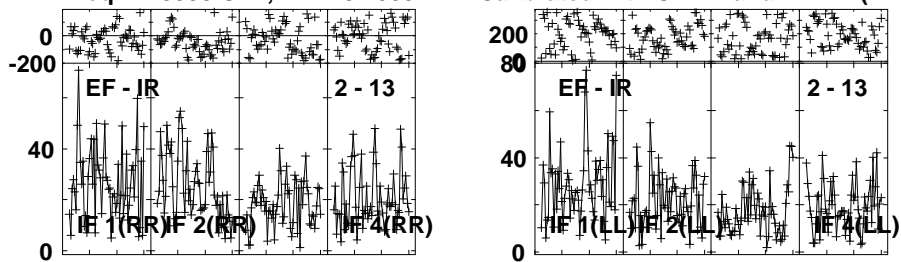 0
-200
EF - IR 2 - 13
40
IF 1(RR) IF 2(RR) IF 4(RR)
0
200
0
80
EF - IR 2 - 13
40
IF 1(LL) IF 2(LL) IF 4(LL)
0